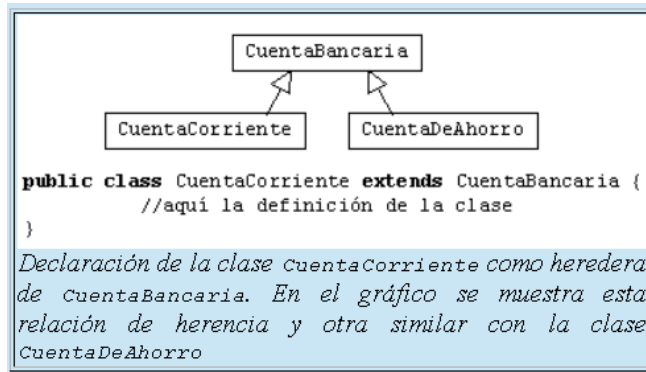 CuentaBancaria
CuentaCorriente
CuentaDeAhorro
public class CuentaCorriente extends CuentaBancaria {
//aquí la definición de la clase
}
Declaración de la clase CuentaCorriente como heredera
de CuentaBancaria. En el gráfico se muestra esta
relación de herencia y otra similar con la clase
CuentaDeAhorro